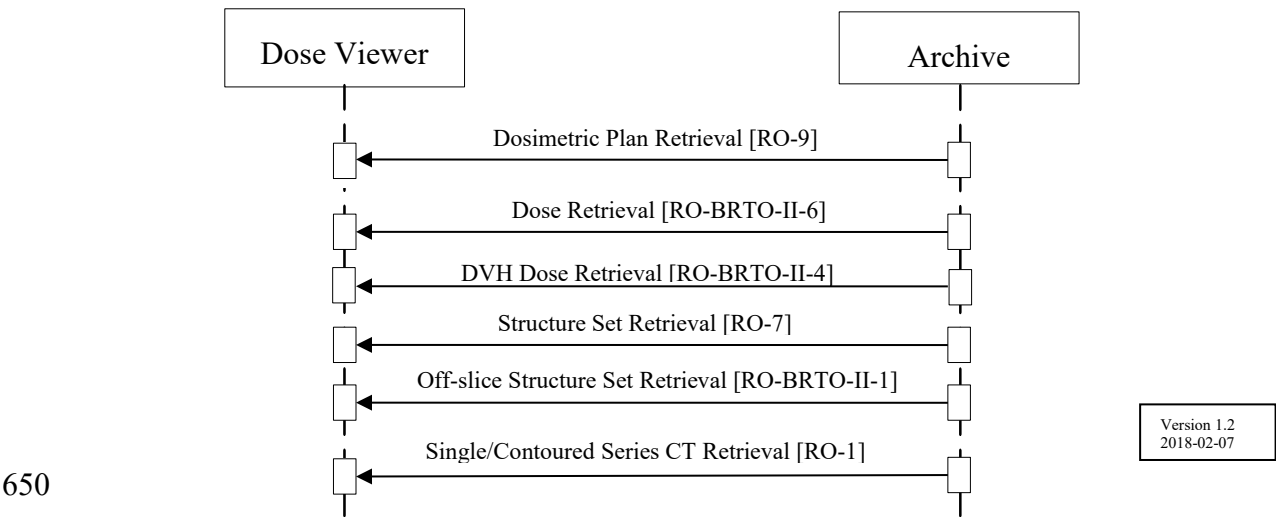 Dose Viewer
Archive
Dosimetric Plan Retrieval [RO-9]
Dose Retrieval [RO-BRTO-II-6]
DVH Dose Retrieval [RO-BRTO-II-4]
Structure Set Retrieval [RO-7]
Off-slice Structure Set Retrieval [RO-BRTO-II-1]
Single/Contoured Series CT Retrieval [RO-1]
Version 1.2
2018-02-07
650